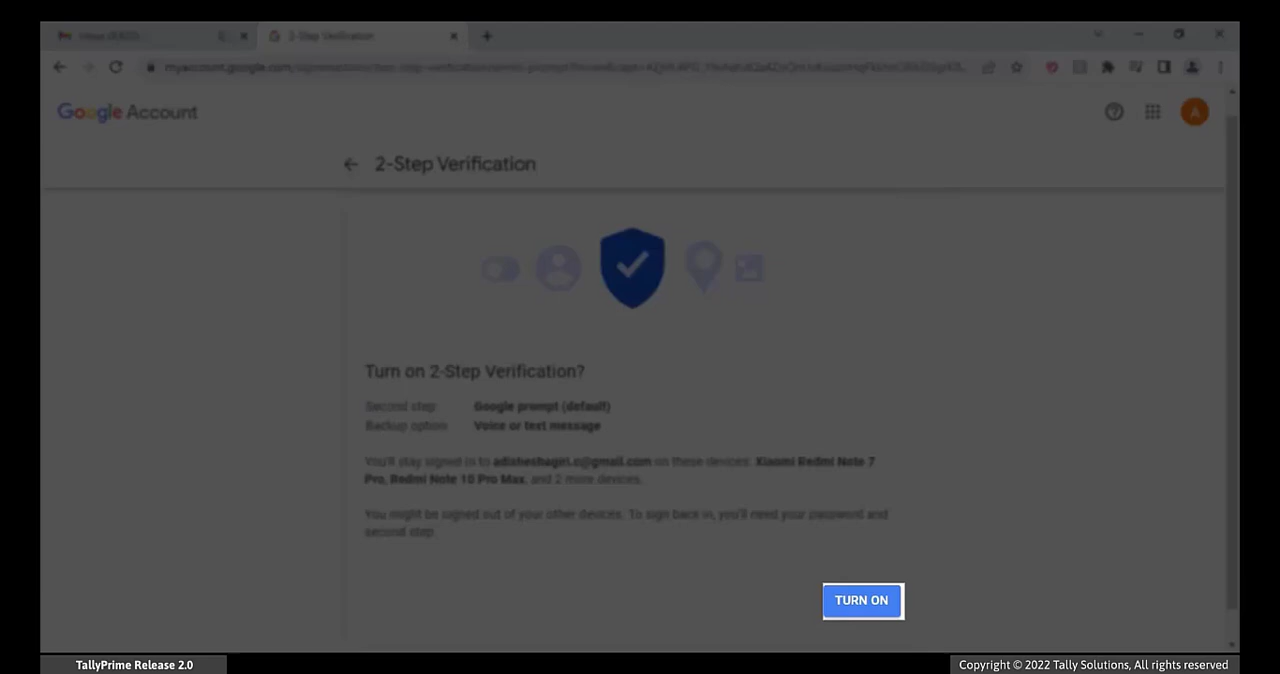 2-Step Verification
Google Account
A
2-Step Verification
Turn on 2-Step Verification?
Second step: Google prompt (default)
Backup option: Voice or text message
You'll stay signed in to adisheshagiri.c@gmail.com on these devices: Xiaomi Redmi Note 7
Pro, Redmi Note 10 Pro Max, and 2 more devices.
You might be signed out of your other devices. To sign back in, you'll need your password and
second step.
TURN ON
TallyPrime Release 2.0
Copyright © 2022 Tally Solutions, All rights reserved